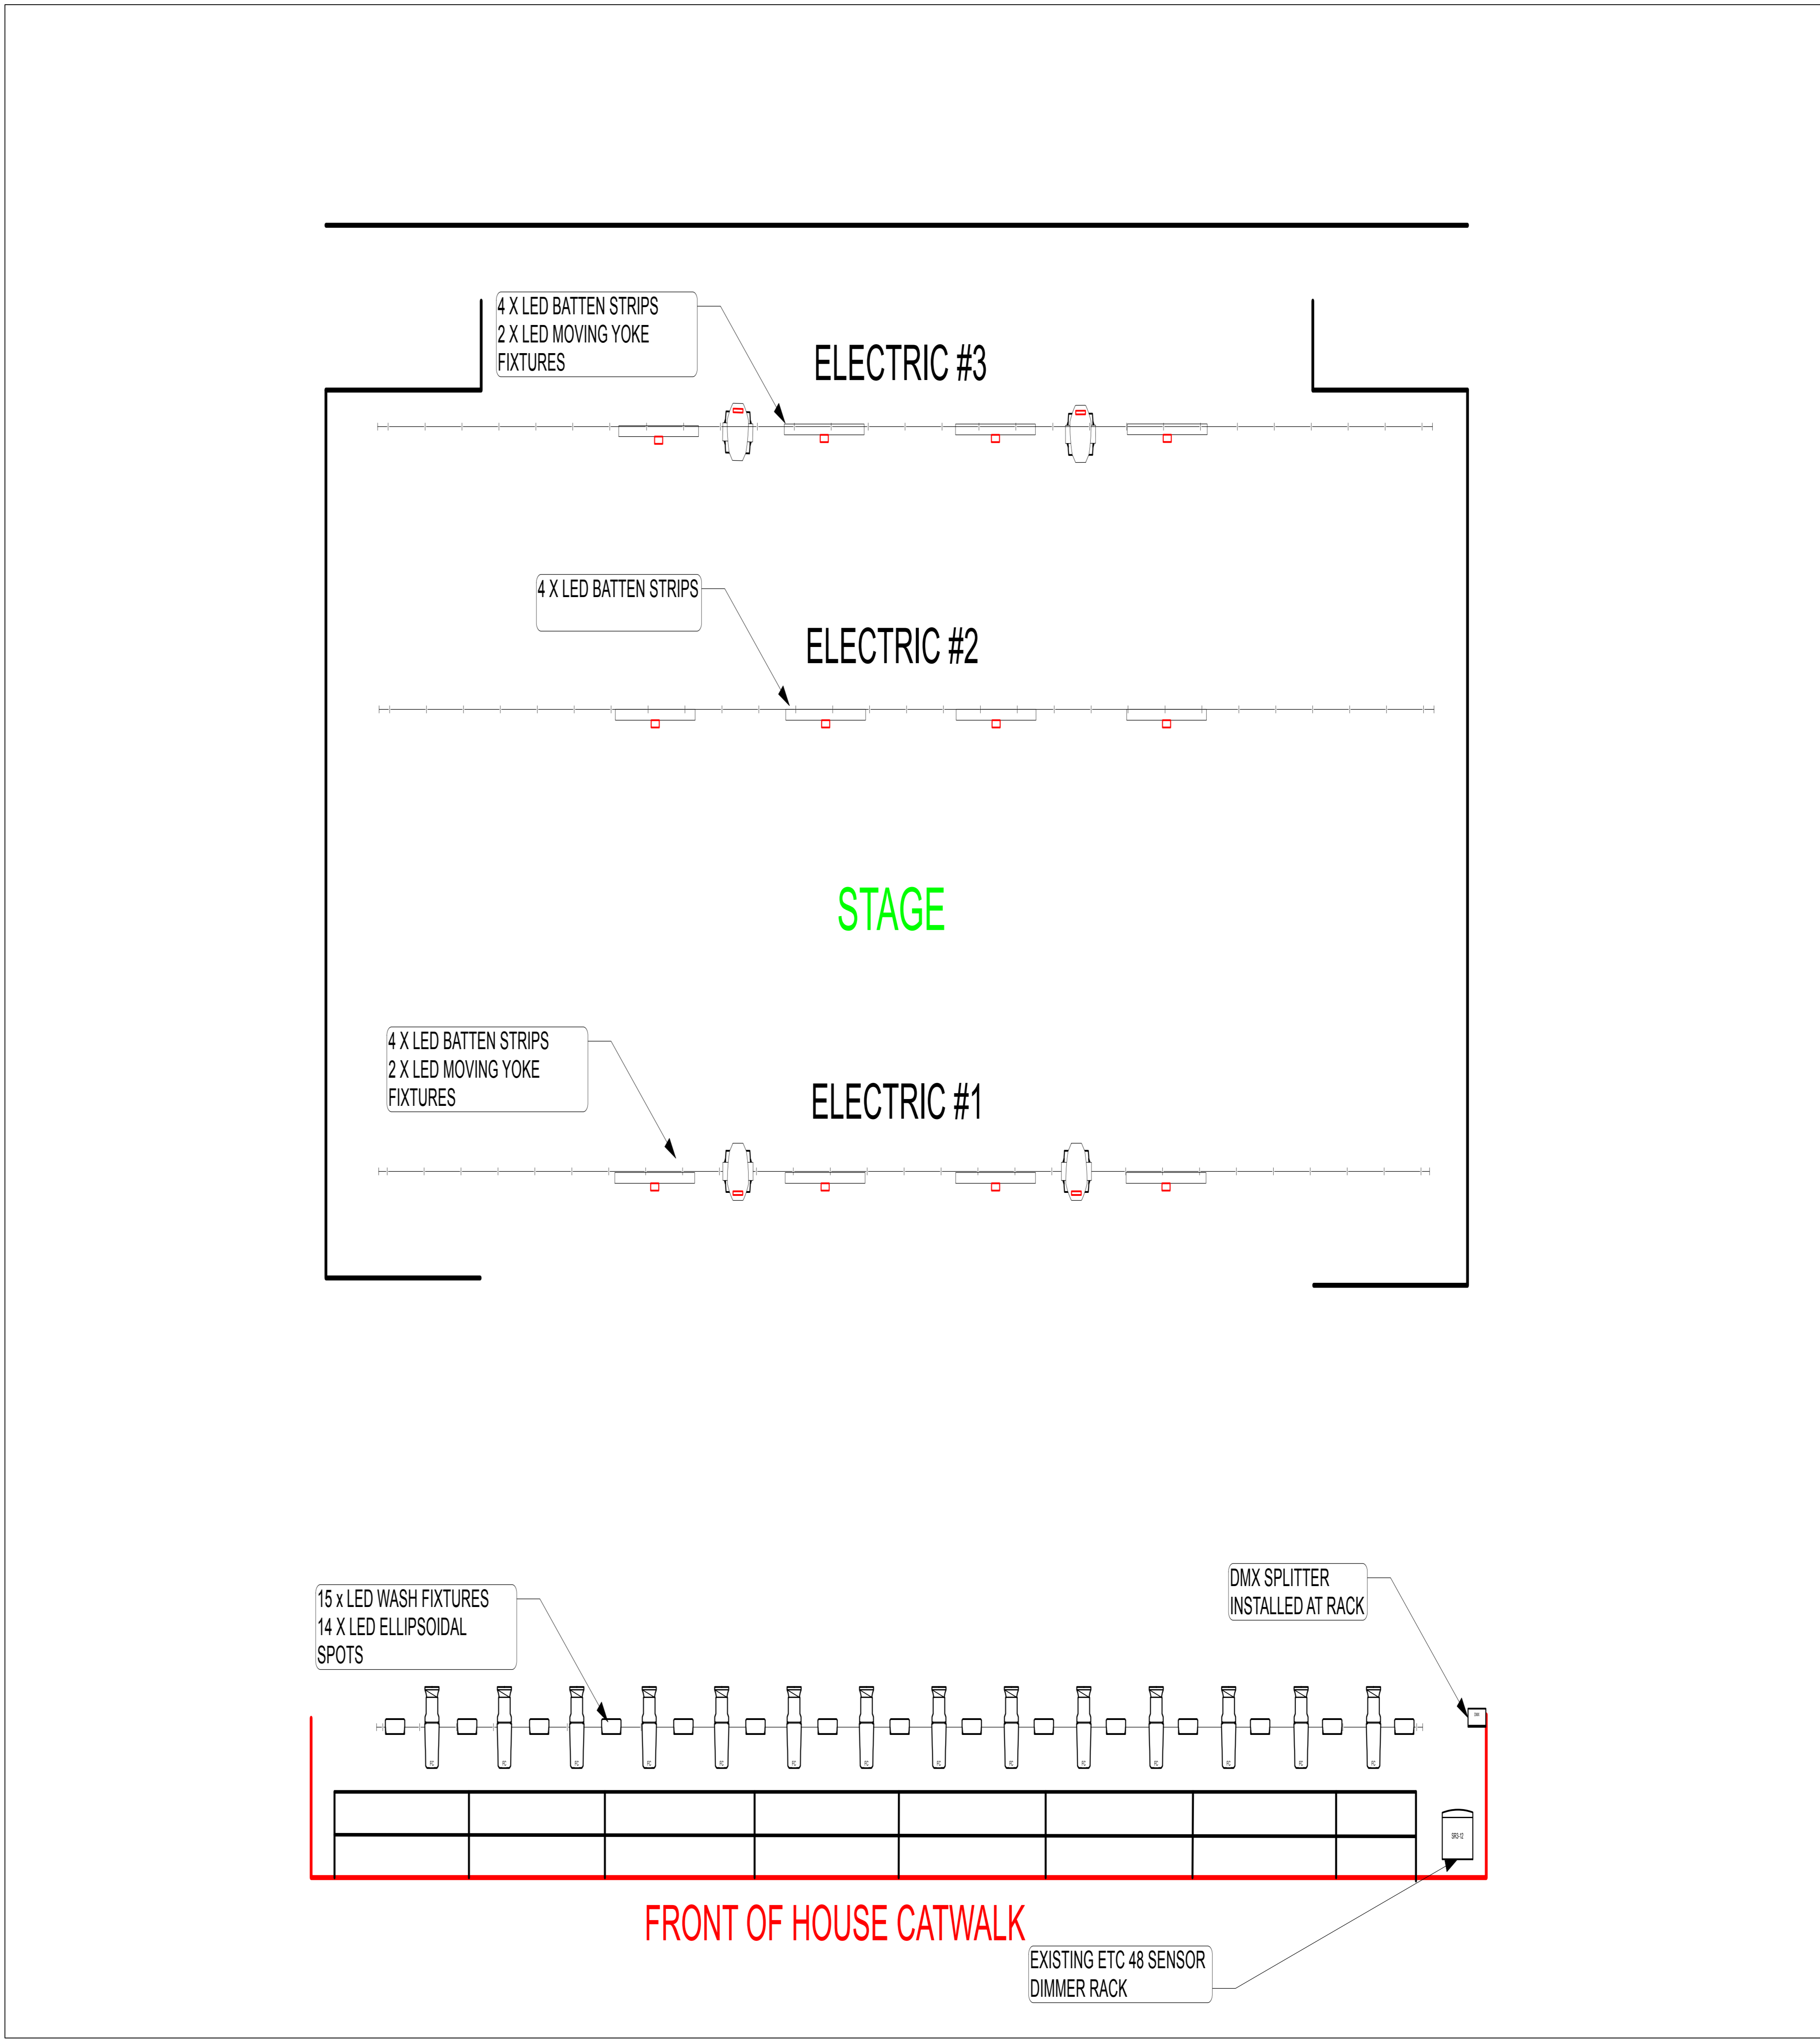 4 X LED BATTEN STRIPS
2 X LED MOVING YOKE
FIXTURES
ELECTRIC #3
4 X LED BATTEN STRIPS
ELECTRIC #2
STAGE
4 X LED BATTEN STRIPS
2 X LED MOVING YOKE
FIXTURES
ELECTRIC #1
15 x LED WASH FIXTURES
14 X LED ELLIPSOIDAL
SPOTS
DMX SPLITTER
INSTALLED AT RACK
SR3-12
FRONT OF HOUSE CATWALK
EXISTING ETC 48 SENSOR
DIMMER RACK